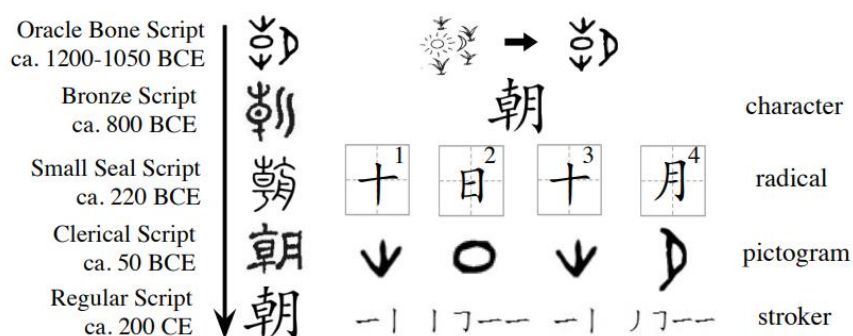 Oracle Bone Script
ca. 1200-1050 BCE
Bronze Script
ca. 800 BCE
朝
character
Small Seal Script
ca. 220 BCE
十1 日2 十3 月4
radical
Clerical Script
ca. 50 BCE
朝
pictogram
Regular Script
ca. 200 CE
朝
stroker